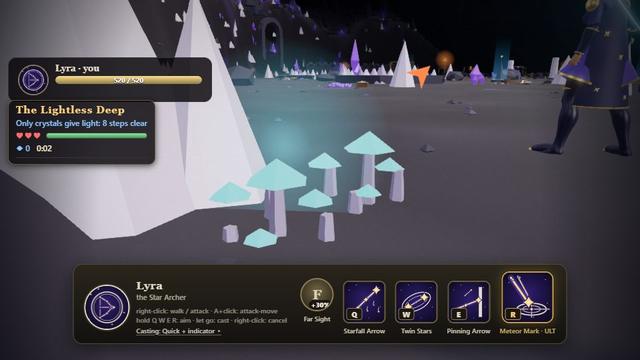 Lyra · you
520 / 520
The Lightless Deep
Only crystals give light: 8 steps clear
0 0:02
Lyra
the Star Archer
right-click: walk / attack · A+click: attack-move
hold Q W E R: aim · let go: cast · right-click: cancel
Casting: Quick + indicator
F
+30%
Far Sight
Q
Starfall Arrow
W
Twin Stars
E
Pinning Arrow
R
Meteor Mark · ULT